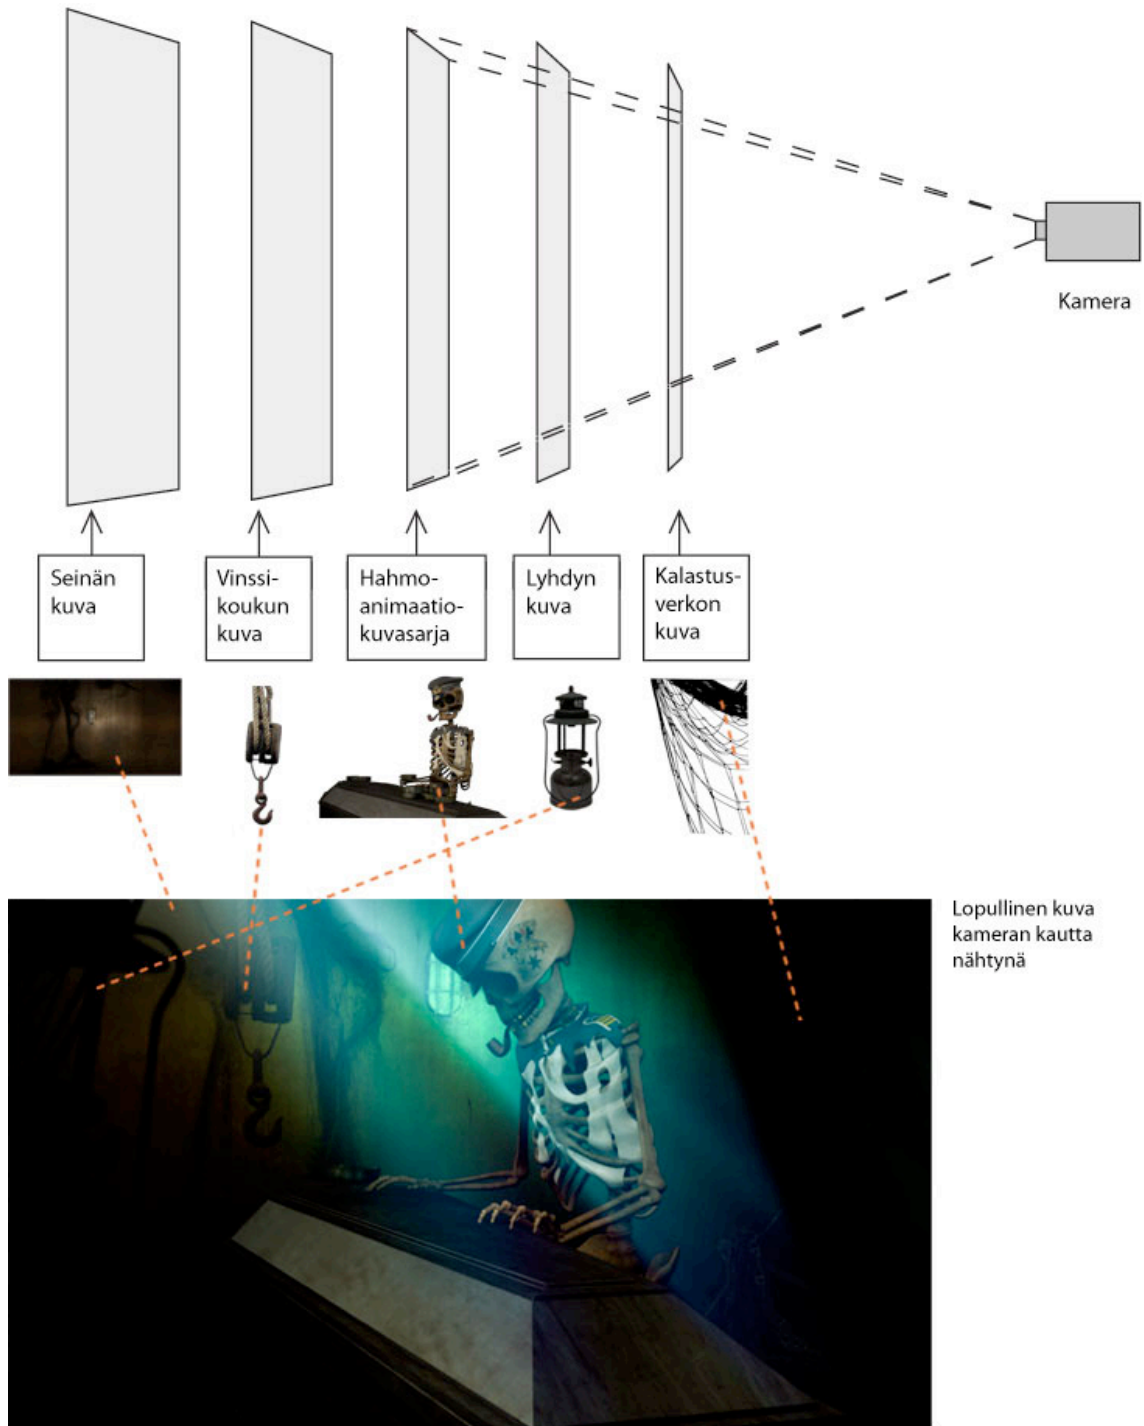 Kamera
Seinän
kuva
Vinssi-
koukun
kuva
Hahmo-
animaatio-
kuvasarja
Lyhdyn
kuva
Kalastus-
verkon
kuva
Lopullinen kuva
kameran kautta
nähtynä